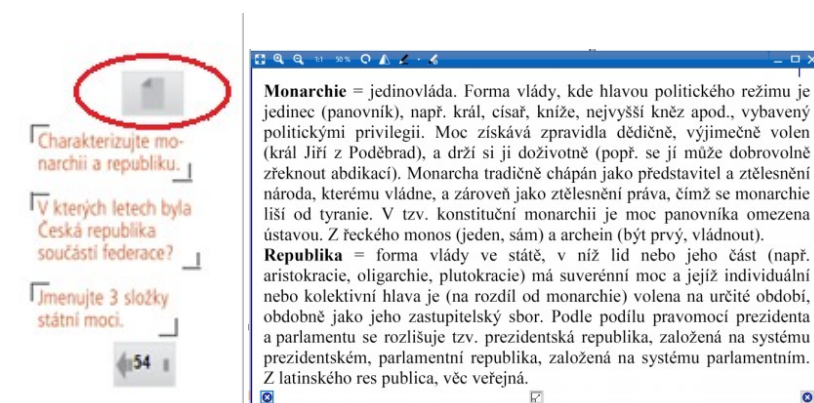 Charakterizujte mo-
narchii a republiku.
V kterých letech byla
Česká republika
součástí federace?
Jmenujte 3 složky
státní moci.
54
1:1 50 %
Monarchie = jedinovláda. Forma vlády, kde hlavou politického režimu je
jedinec (panovník), např. král, císař, kníže, nejvyšší kněz apod., vybavený
politickými privilegii. Moc získává zpravidla dědičně, výjimečně volen
(král Jiří z Poděbrad), a drží si ji doživotně (popř. se jí může dobrovolně
zřeknout abdikací). Monarcha tradičně chápán jako představitel a ztělesnění
národa, kterému vládne, a zároveň jako ztělesnění práva, čímž se monarchie
liší od tyranie. V tzv. konstituční monarchii je moc panovníka omezena
ústavou. Z řeckého monos (jeden, sám) a archein (být prvý, vládnout).
Republika = forma vlády ve státě, v níž lid nebo jeho část (např.
aristokracie, oligarchie, plutokracie) má suverénní moc a jejíž individuální
nebo kolektivní hlava je (na rozdíl od monarchie) volena na určité období,
obdobně jako jeho zastupitelský sbor. Podle podílu pravomocí prezidenta
a parlamentu se rozlišuje tzv. prezidentská republika, založená na systému
prezidentském, parlamentní republika, založená na systému parlamentním.
Z latinského res publica, věc veřejná.